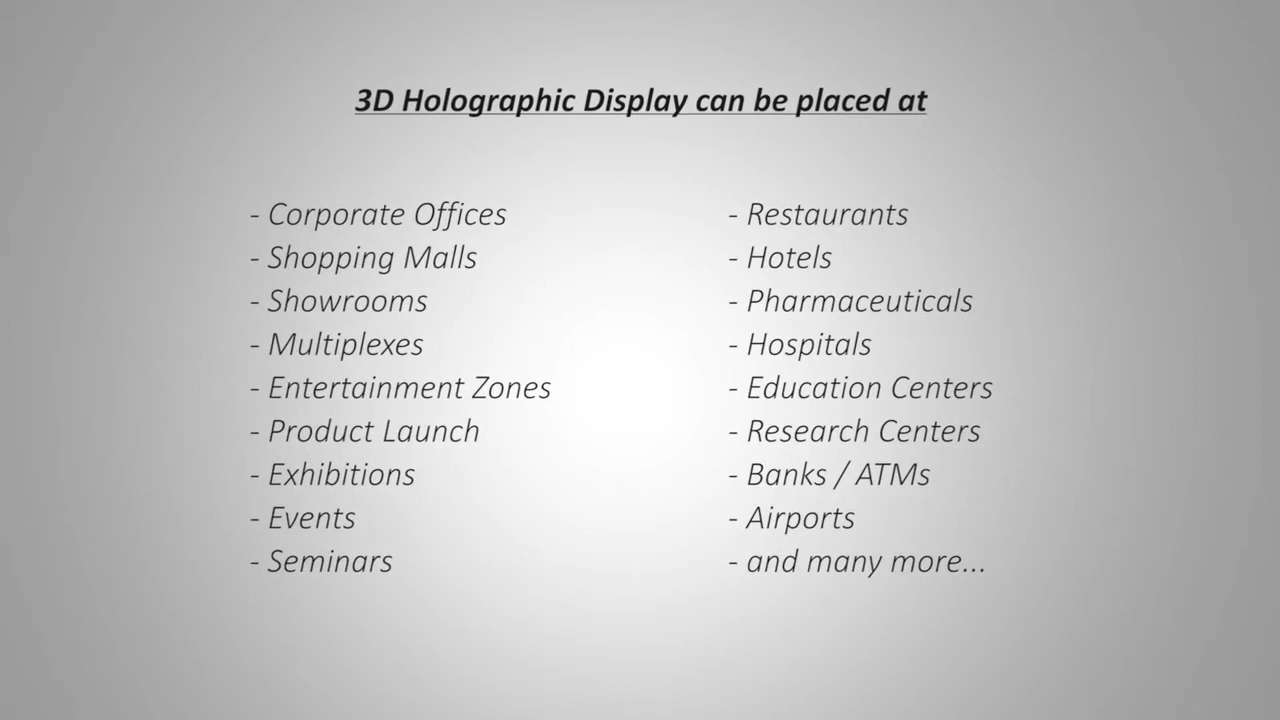 3D Holographic Display can be placed at
- Corporate Offices
- Shopping Malls
- Showrooms
- Multiplexes
- Entertainment Zones
- Product Launch
- Exhibitions
- Events
- Seminars
- Restaurants
- Hotels
- Pharmaceuticals
- Hospitals
- Education Centers
- Research Centers
- Banks / ATMs
- Airports
- and many more...